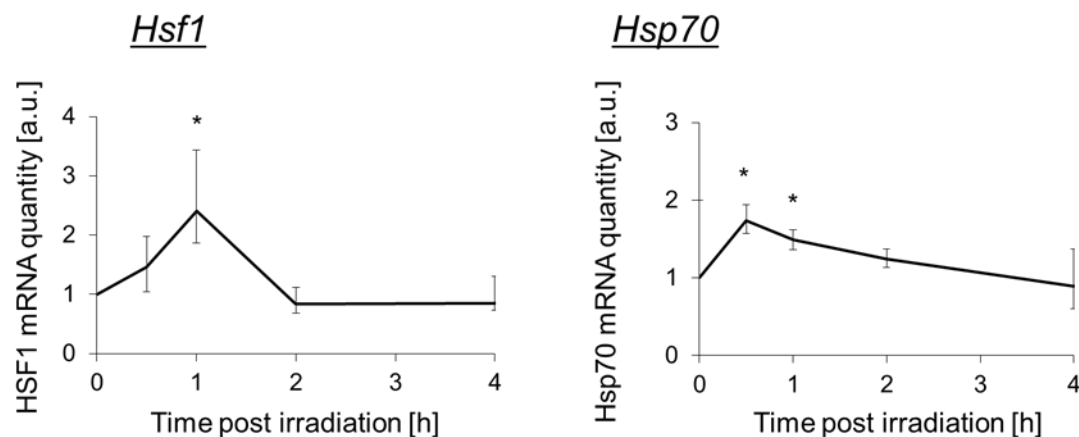 Hsf1
HSF1 mRNA quantity [a.u.]
4
*
3
2
1
0
0 1 2 3 4
Time post irradiation [h]
Hsp70
Hsp70 mRNA quantity [a.u.]
3
*
*
2
1
0
0 1 2 3 4
Time post irradiation [h]